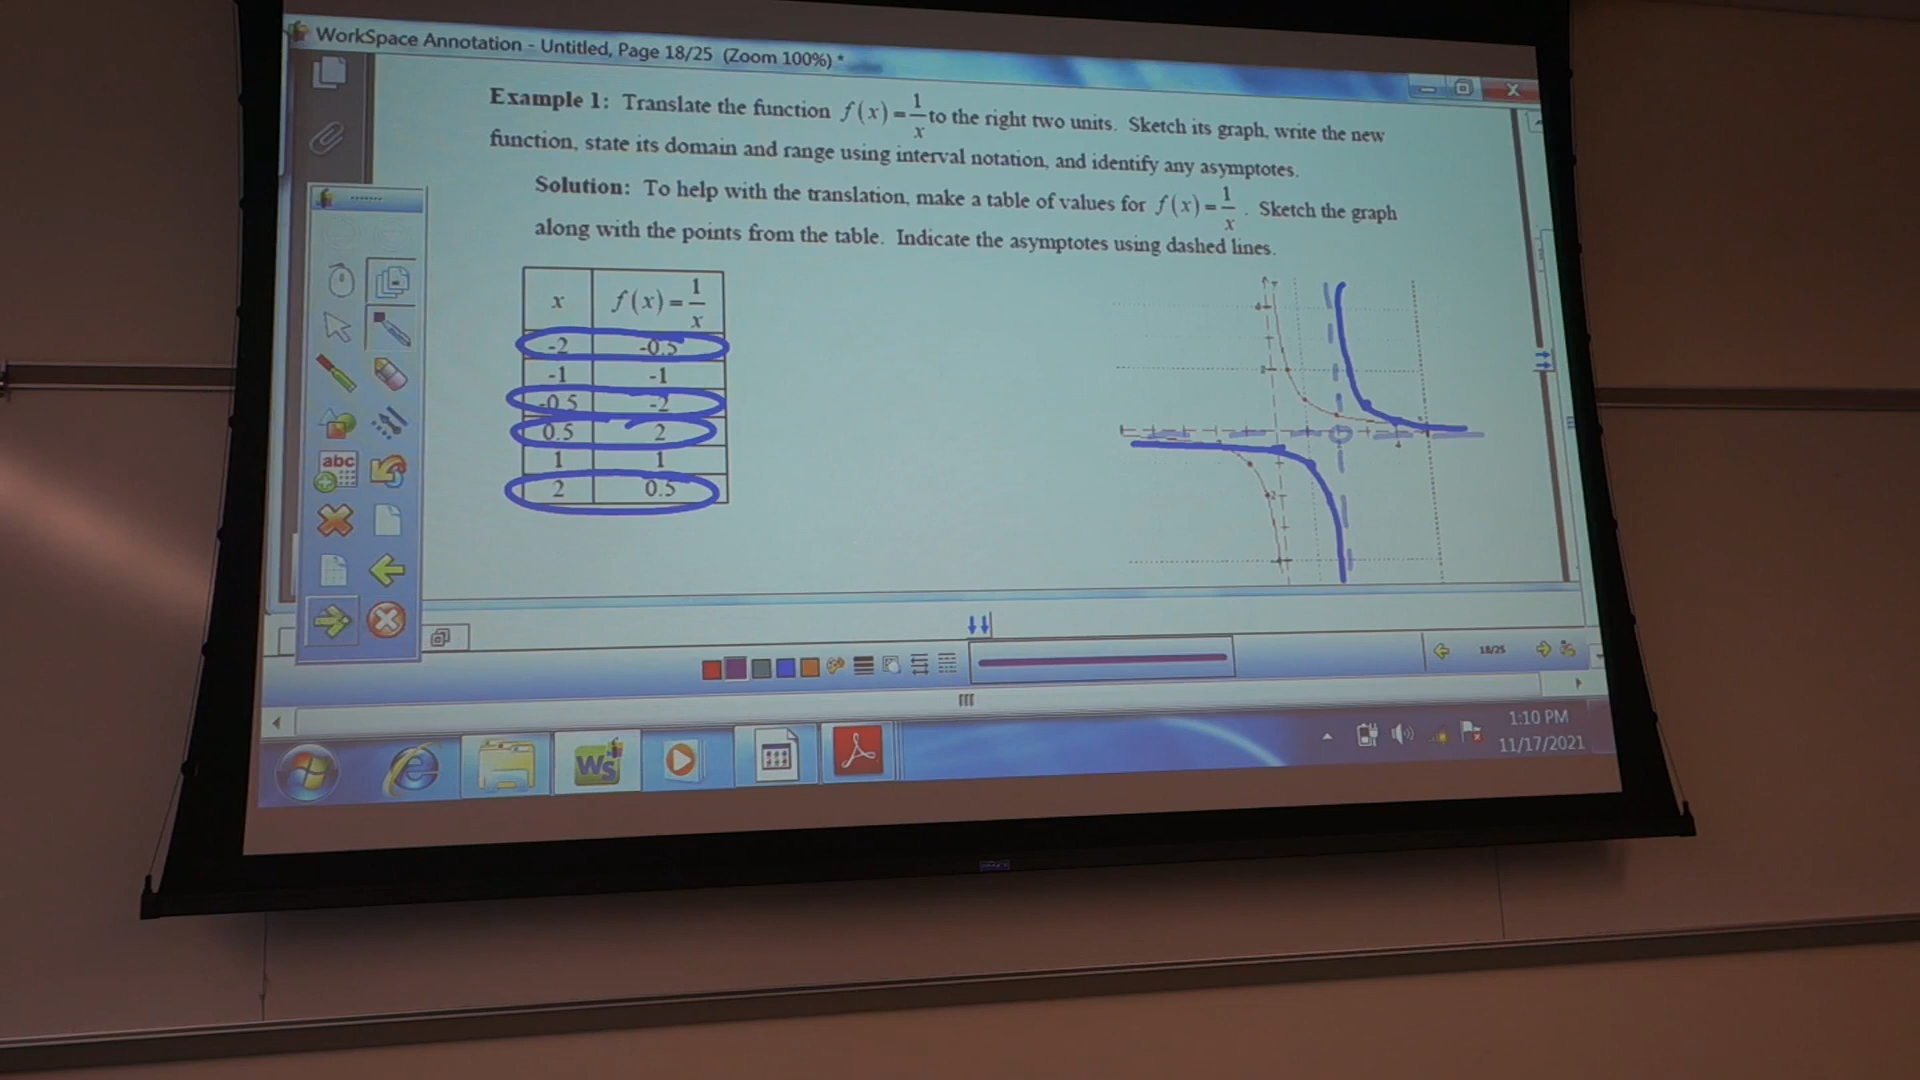 WorkSpace Annotation - Untitled, Page 18/25 (Zoom 100%) *
Example 1: Translate the function f(x) = 1/x to the right two units. Sketch its graph, write the new
function, state its domain and range using interval notation, and identify any asymptotes.
Solution: To help with the translation, make a table of values for f(x) = 1/x . Sketch the graph
along with the points from the table. Indicate the asymptotes using dashed lines.
x f(x) = 1/x
-2 -0.5
-1 -1
-0.5 -2
0.5 2
1 1
2 0.5
abc
18/25
WS
1:10 PM
11/17/2021